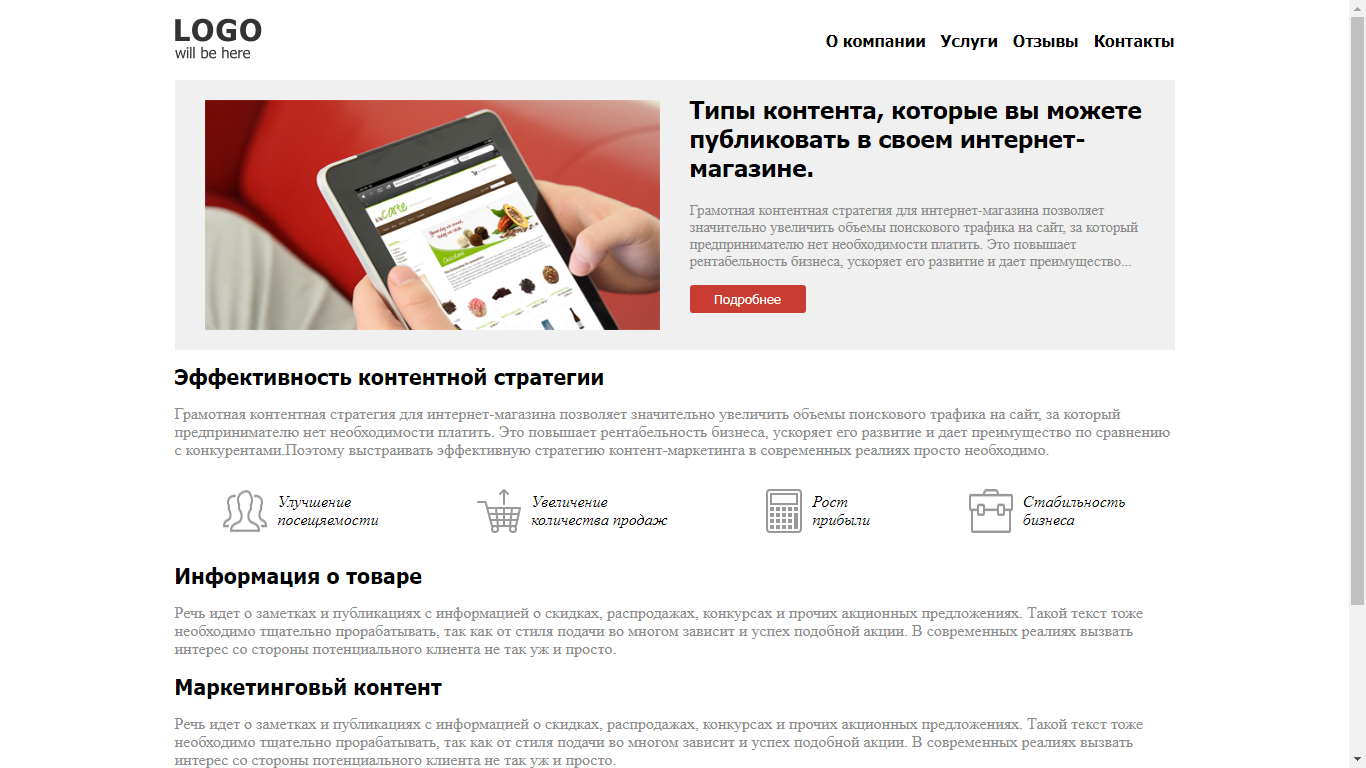 LOGO
will be here
О компании Услуги Отзывы Контакты
Типы контента, которые вы можете
публиковать в своем интернет-
магазине.
Грамотная контентная стратегия для интернет-магазина позволяет
значительно увеличить объемы поискового трафика на сайт, за который
предпринимателю нет необходимости платить. Это повышает
рентабельность бизнеса, ускоряет его развитие и дает преимущество...
Подробнее
carte
Эффективность контентной стратегии
Грамотная контентная стратегия для интернет-магазина позволяет значительно увеличить объемы поискового трафика на сайт, за который
предпринимателю нет необходимости платить. Это повышает рентабельность бизнеса, ускоряет его развитие и дает преимущество по сравнению
с конкурентами.Поэтому выстраивать эффективную стратегию контент-маркетинга в современных реалиях просто необходимо.
Улучшение
посещяемости
Увеличение
количества продаж
Рост
прибыли
Стабильность
бизнеса
Информация о товаре
Речь идет о заметках и публикациях с информацией о скидках, распродажах, конкурсах и прочих акционных предложениях. Такой текст тоже
необходимо тщательно прорабатывать, так как от стиля подачи во многом зависит и успех подобной акции. В современных реалиях вызвать
интерес со стороны потенциального клиента не так уж и просто.
Маркетинговьй контент
Речь идет о заметках и публикациях с информацией о скидках, распродажах, конкурсах и прочих акционных предложениях. Такой текст тоже
необходимо тщательно прорабатывать, так как от стиля подачи во многом зависит и успех подобной акции. В современных реалиях вызвать
интерес со стороны потенциального клиента не так уж и просто.